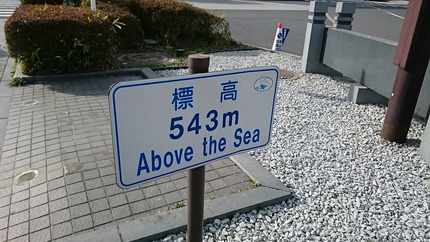 標高
543m
Above the Sea